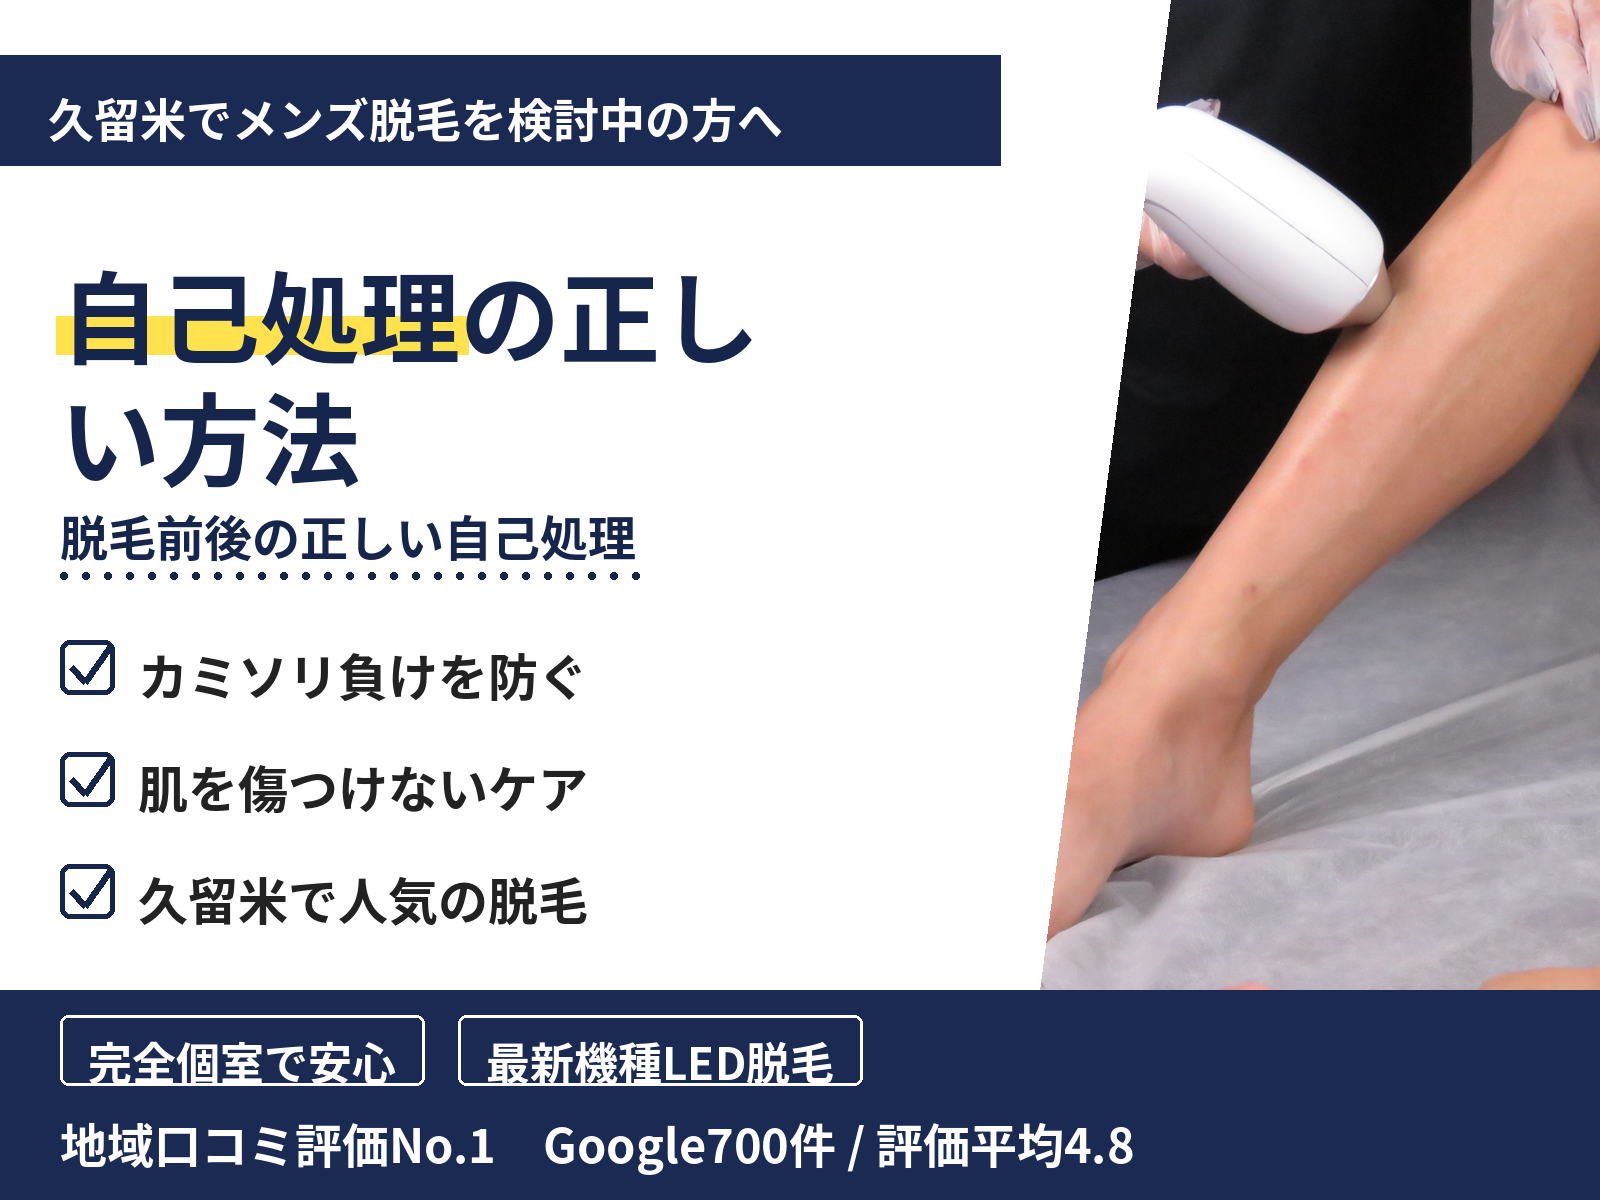 久留米でメンズ脱毛を検討中の方へ
自己処理の正し
い方法
脱毛前後の正しい自己処理
カミソリ負けを防ぐ
肌を傷つけないケア
久留米で人気の脱毛
完全個室で安心 最新機種LED脱毛
地域口コミ評価No.1 Google700件 / 評価平均4.8